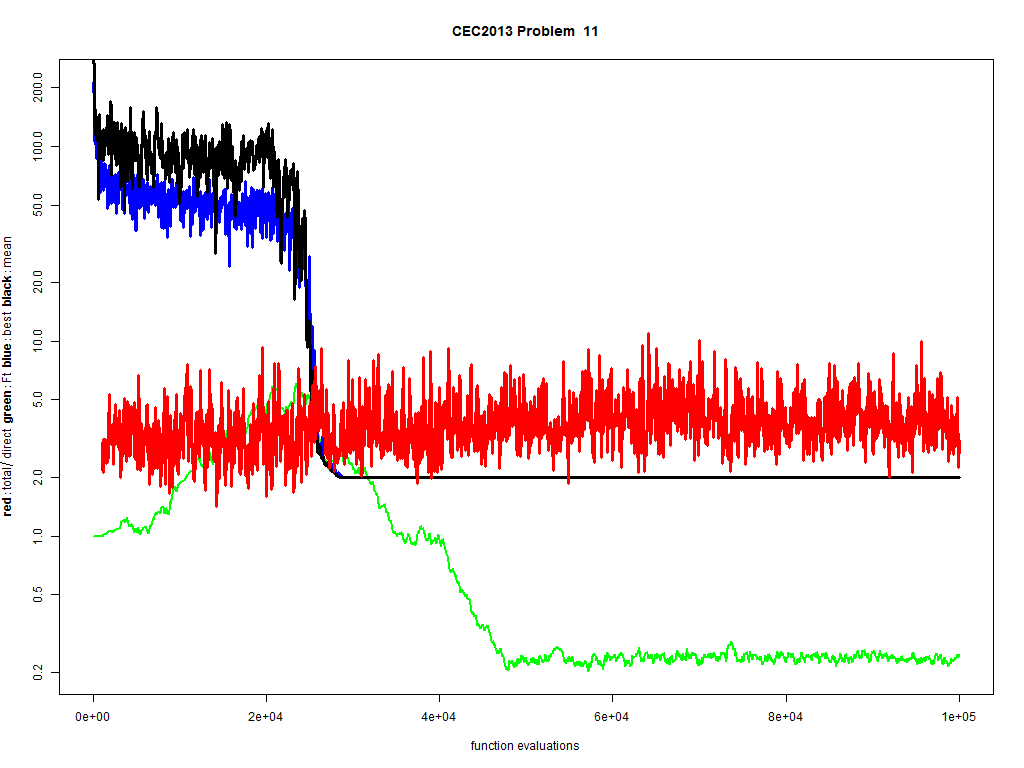 CEC2013 Problem 11
red : total/ direct green : Ft blue : best black : mean
200.0
100.0
50.0
20.0
10.0
5.0
2.0
1.0
0.5
0.2
0e+00 2e+04 4e+04 6e+04 8e+04 1e+05
function evaluations